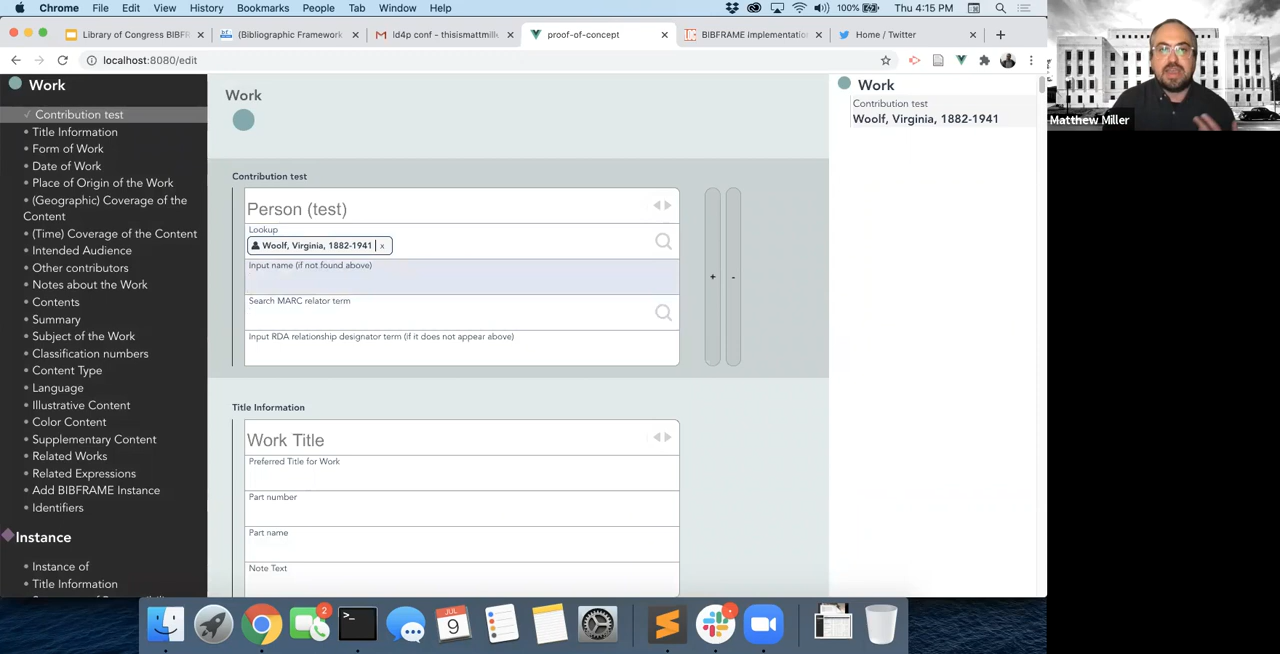 Chrome File Edit View History Bookmarks People Tab Window Help 100% Thu 4:15 PM
Library of Congress BIBF × (Bibliographic Framework × ld4p conf thisismattmill × proof-of-concept × BIBFRAME implementation × Home / Twitter × +
localhost:8080/edit
Work
✓ Contribution test
Title Information
Form of Work
Date of Work
Place of Origin of the Work
(Geographic) Coverage of the
Content
(Time) Coverage of the Content
Intended Audience
Other contributors
Notes about the Work
Contents
Summary
Subject of the Work
Classification numbers
Content Type
Language
Illustrative Content
Color Content
Supplementary Content
Related Works
Related Expressions
Add BIBFRAME Instance
Identifiers
Instance
Instance of
Title Information
Work
Contribution test
Person (test)
Lookup
Woolf, Virginia, 1882-1941 x
Input name (if not found above)
Search MARC relator term
Input RDA relationship designator term (if it does not appear above)
+ -
Title Information
Work Title
Preferred Title for Work
Part number
Part name
Note Text
Work
Contribution test
Woolf, Virginia, 1882-1941
Matthew Miller
2
JUL
9